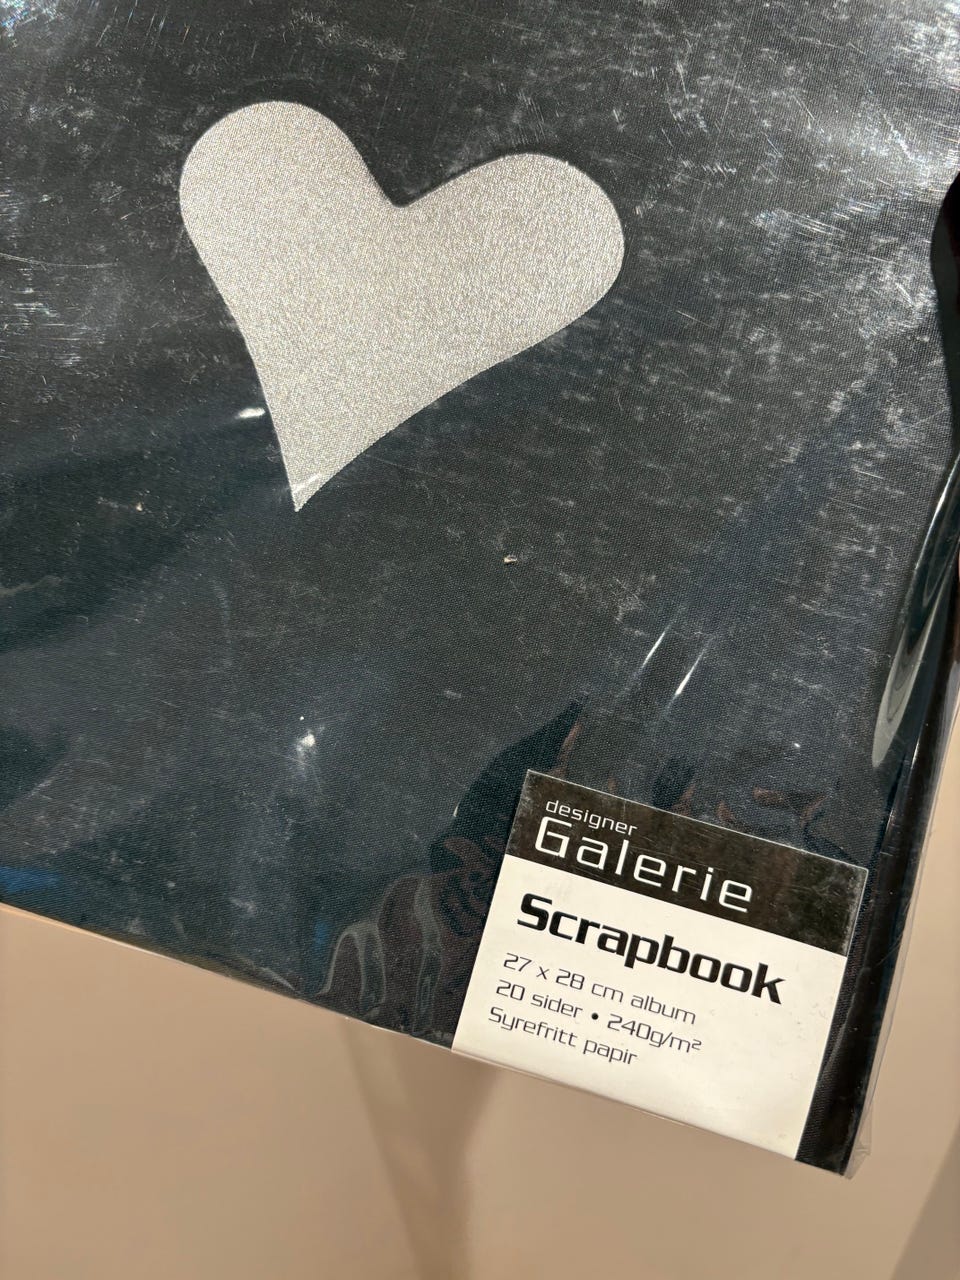 designer
Galerie
Scrapbook
27 x 28 cm album
20 sider • 240g/m²
Syrefritt papir